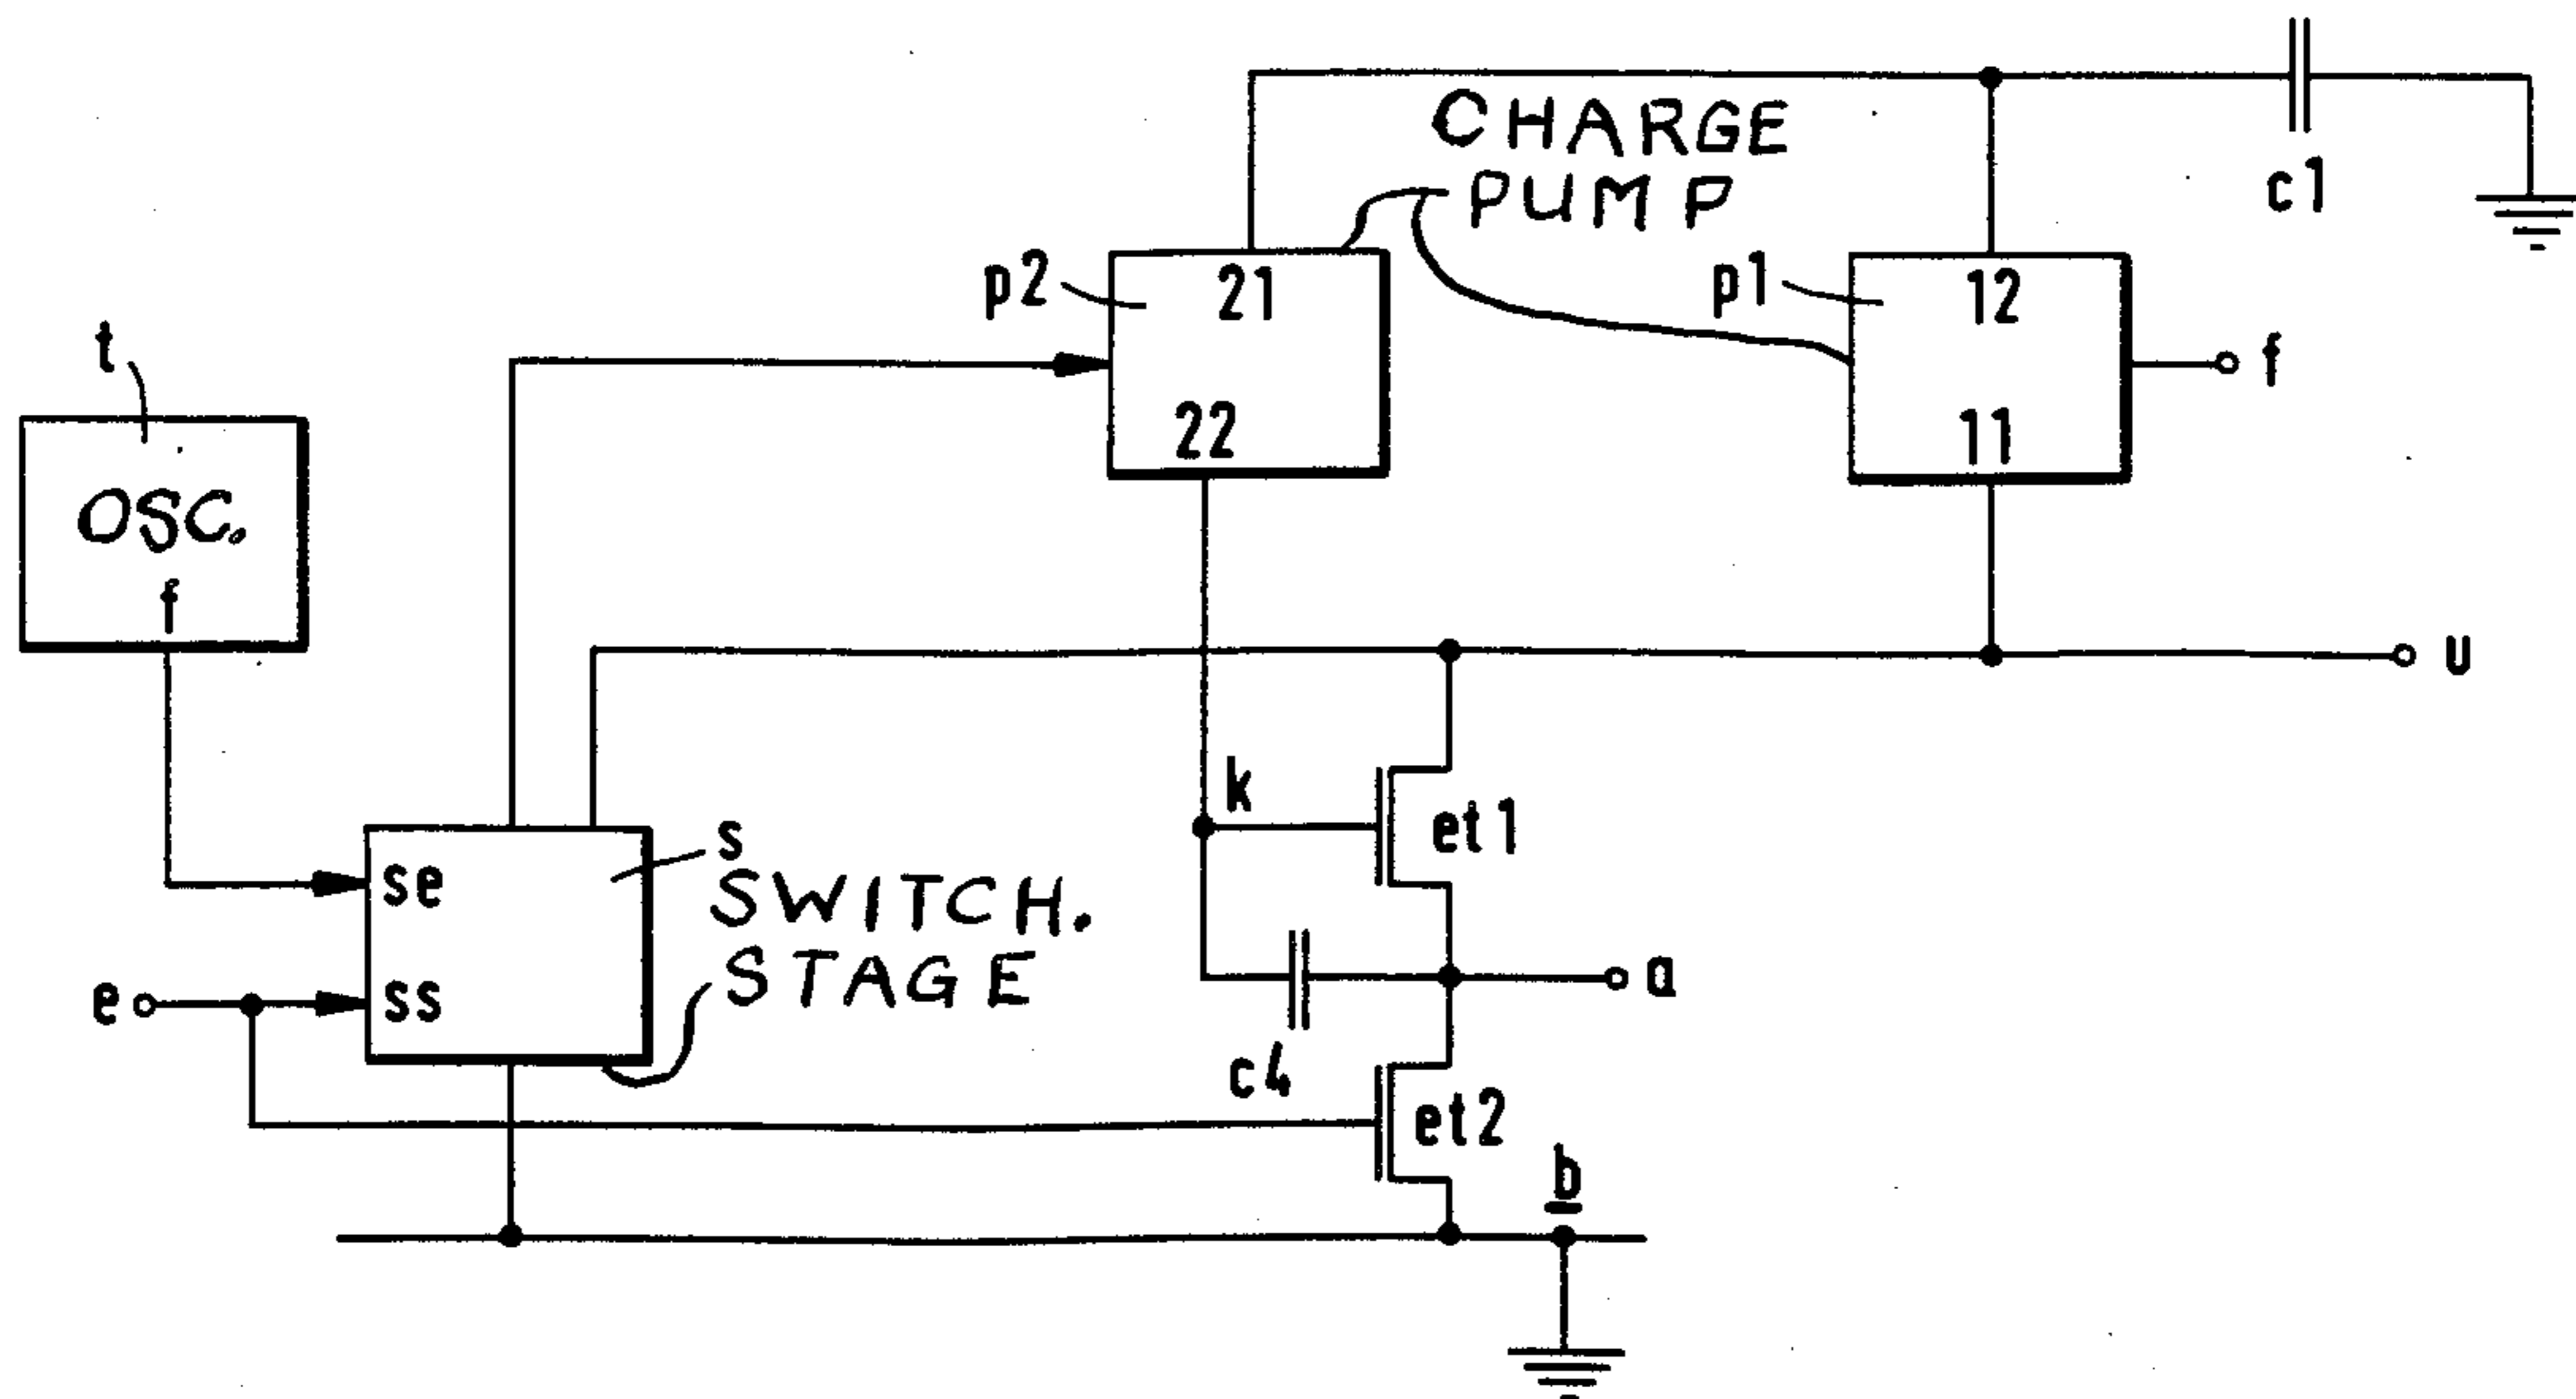 CHARGE
PUMP
c1
p2
21
22
p1
12
11
f
t
OSC.
f
u
k
et1
s
SWITCH.
STAGE
se
ss
e
a
c4
et2
b